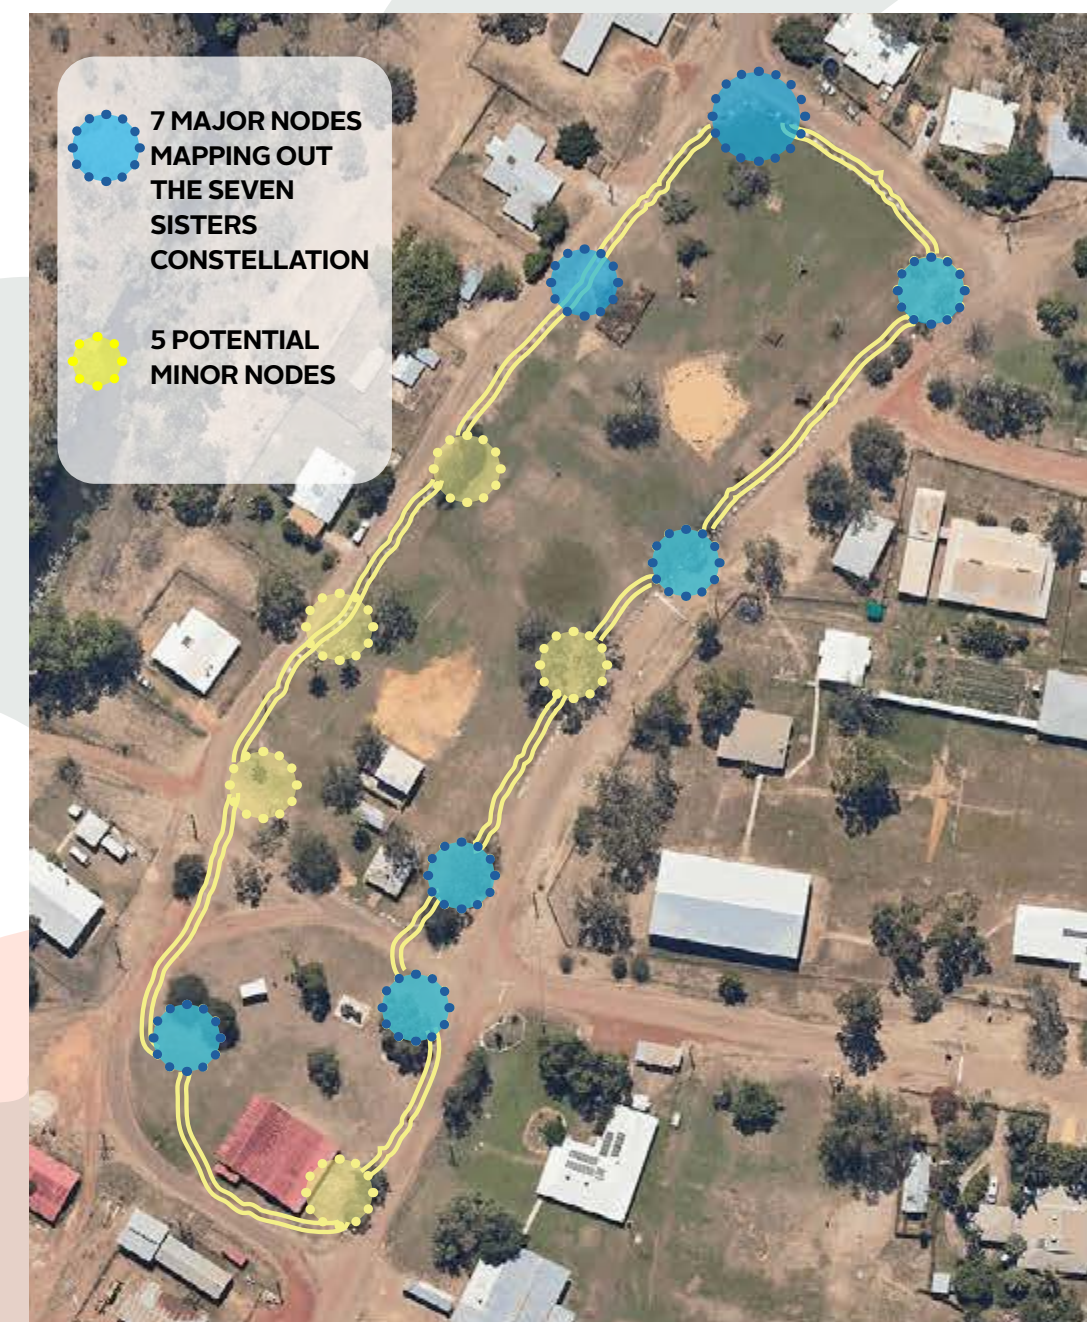 7 MAJOR NODES
MAPPING OUT
THE SEVEN
SISTERS
CONSTELLATION
5 POTENTIAL
MINOR NODES